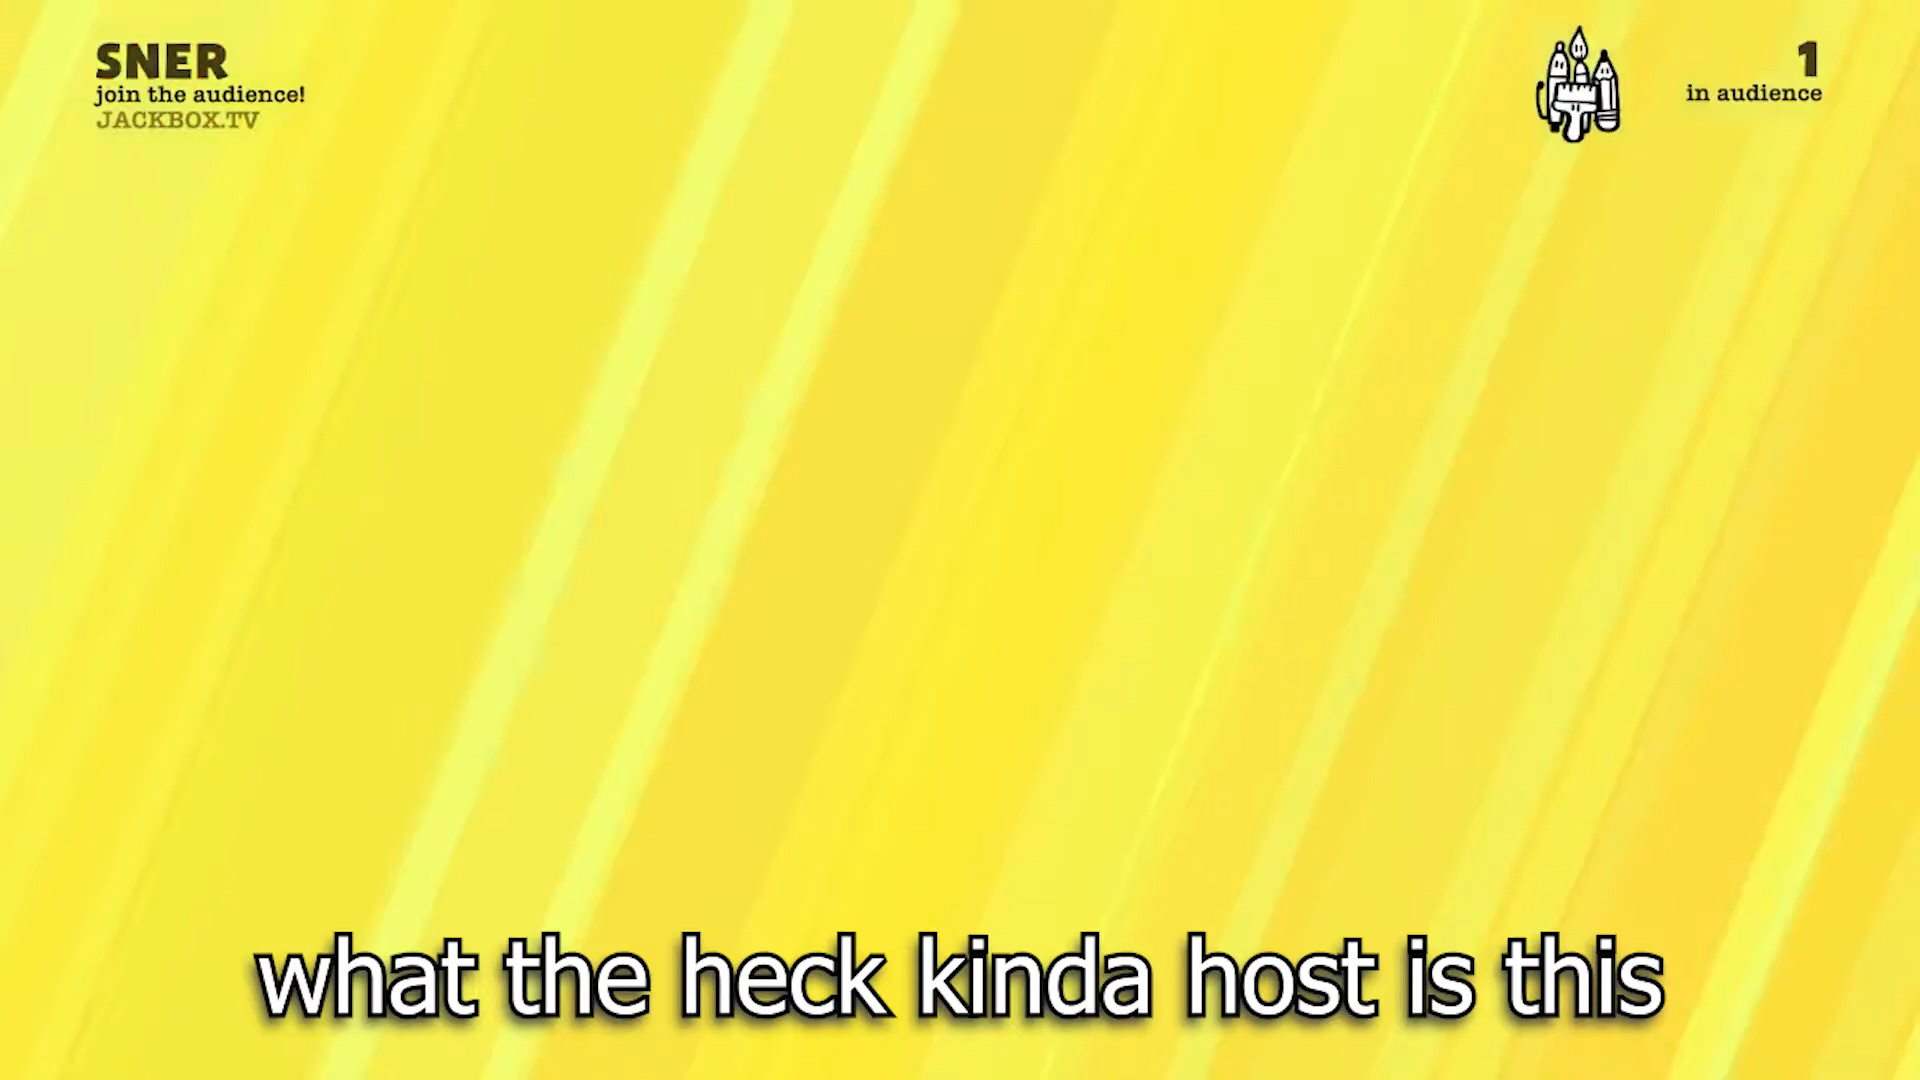 SNER
join the audience!
JACKBOX.TV
1
in audience
what the heck kinda host is this